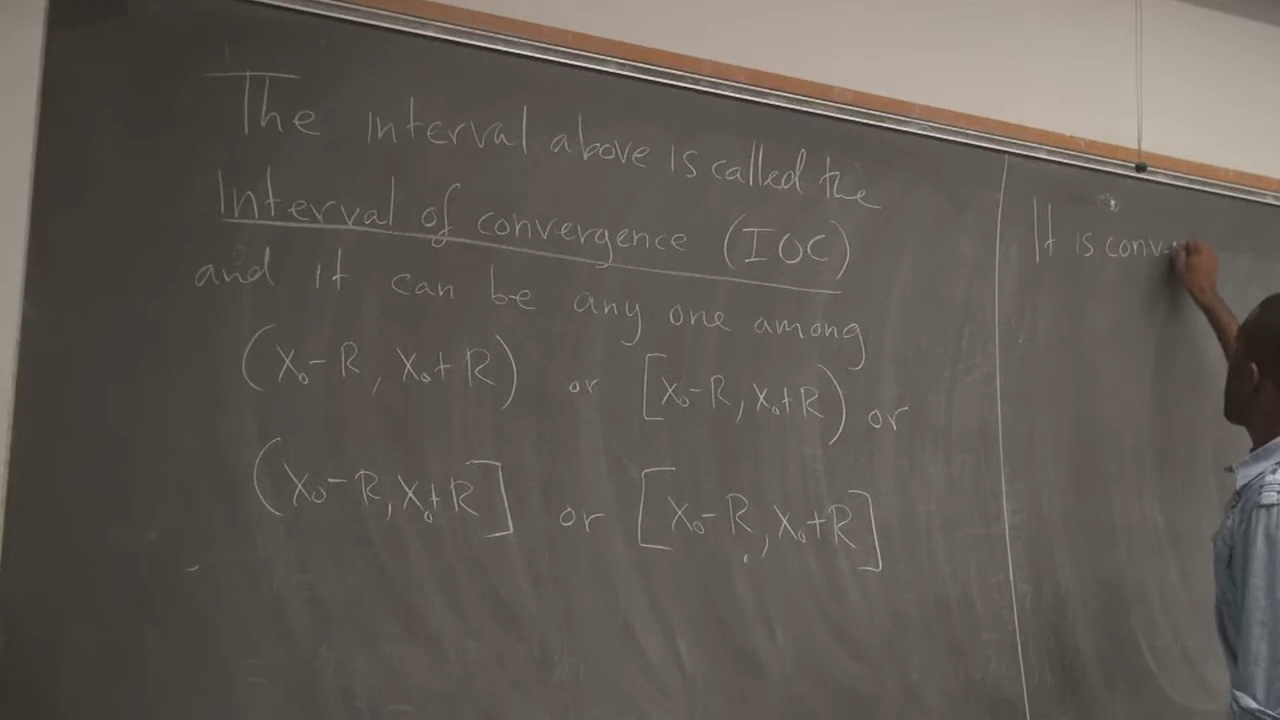 The interval above is called the
Interval of convergence (IOC)
and it can be any one among
(x₀-R, x₀+R) or [x₀-R, x₀+R) or
(x₀-R, x₀+R] or [x₀-R, x₀+R]
It is conve